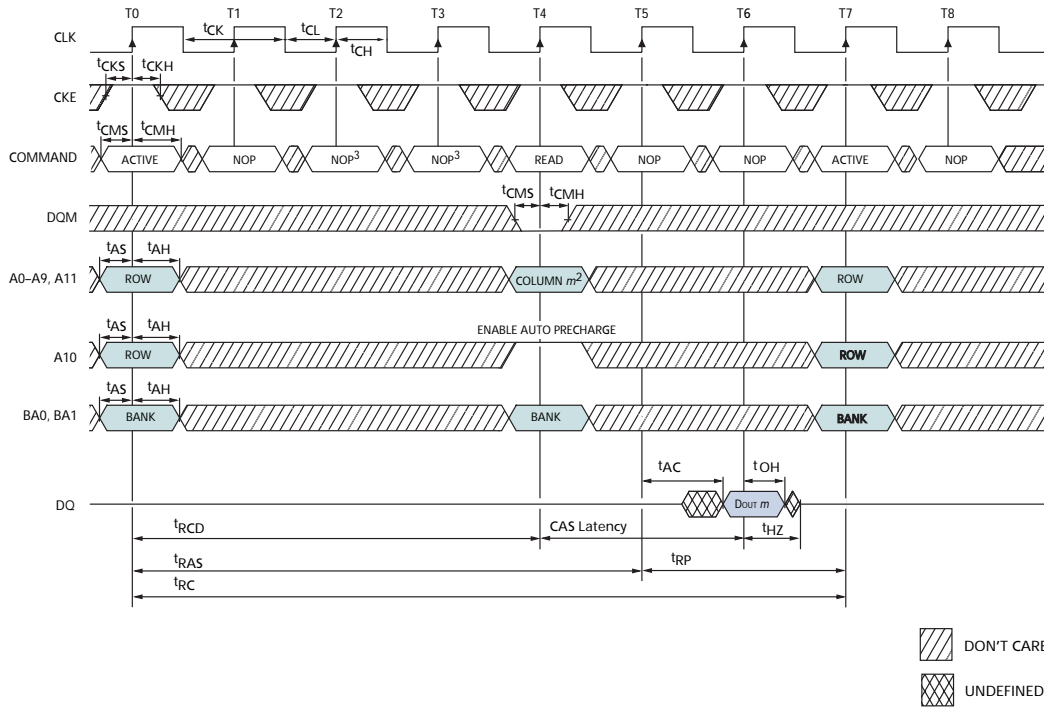 T0 T1 T2 T3 T4 T5 T6 T7 T8
CLK tCK tCL tCH
tCKS tCKH
CKE
tCMS tCMH
COMMAND ACTIVE NOP NOP3 NOP3 READ NOP NOP ACTIVE NOP
tCMS tCMH
DQM
tAS tAH
A0–A9, A11 ROW COLUMN m2 ROW
tAS tAH ENABLE AUTO PRECHARGE
A10 ROW ROW
tAS tAH
BA0, BA1 BANK BANK BANK
tAC tOH
DQ DOUT m
tRCD CAS Latency tHZ
tRAS tRP
tRC
DON'T CARE
UNDEFINED